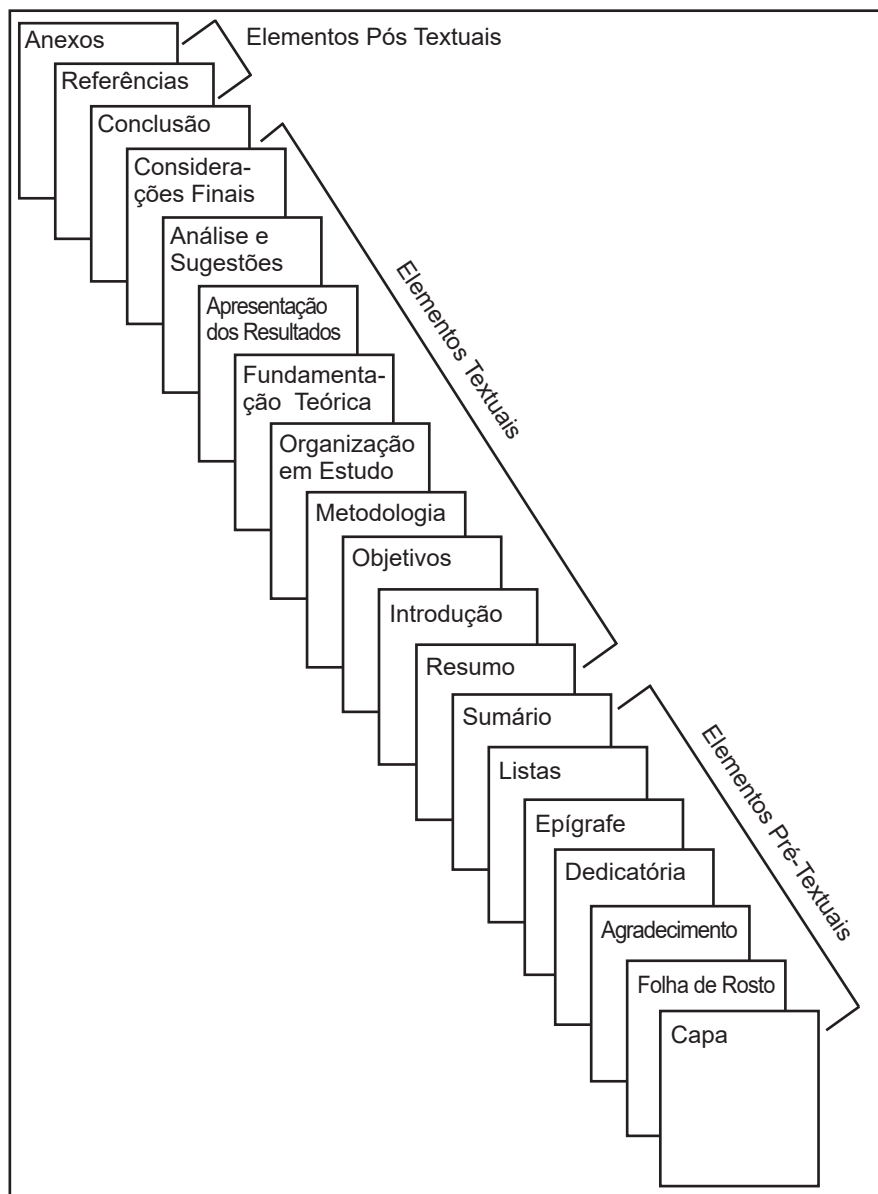 Anexos
Elementos Pós Textuais
Referências
Conclusão
Considera-
ções Finais
Análise e
Sugestões
Apresentação
dos Resultados
Elementos Textuais
Fundamenta-
ção Teórica
Organização
em Estudo
Metodologia
Objetivos
Introdução
Resumo
Sumário
Listas
Elementos Pré-Textuais
Epígrafe
Dedicatória
Agradecimento
Folha de Rosto
Capa